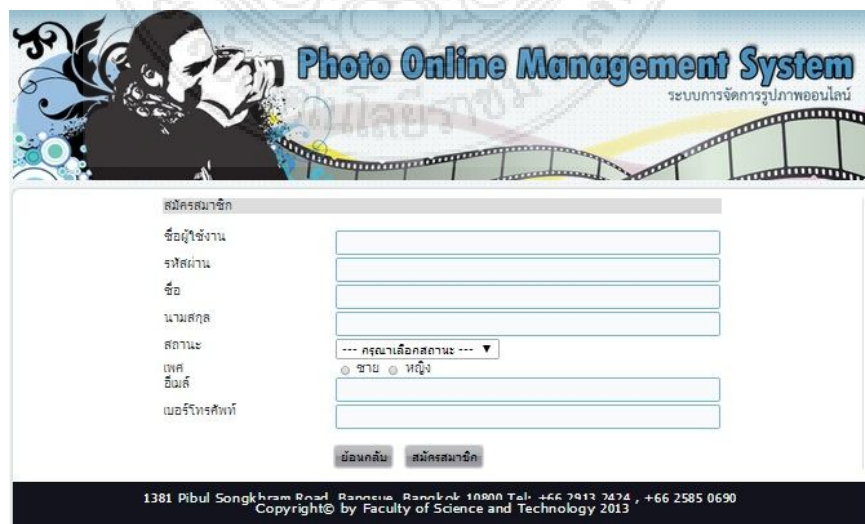 Photo Online Management System
ระบบการจัดการรูปภาพออนไลน์
สมัครสมาชิก
ชื่อผู้ใช้งาน
รหัสผ่าน
ชื่อ
นามสกุล
สถานะ
--- กรุณาเลือกสถานะ --- ▼
เพศ
ชาย หญิง
อีเมล์
เบอร์โทรศัพท์
ย้อนกลับ สมัครสมาชิก
1381 Pibul Songkhram Road, Bangsue, Bangkok 10800 Tel: +66 2913 2424 , +66 2585 0690
Copyright© by Faculty of Science and Technology 2013